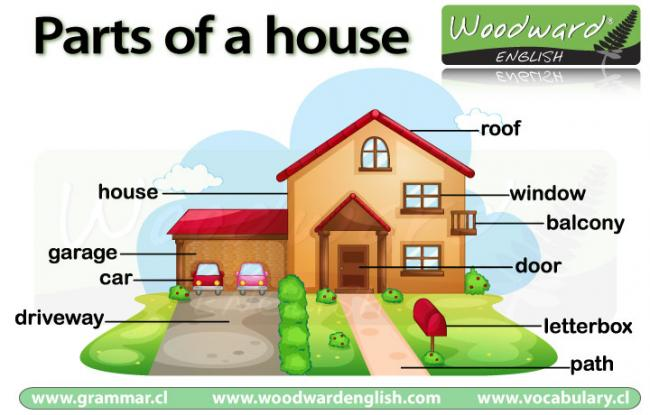 Parts of a house
Woodward®
ENGLISH
roof
house
window
balcony
garage
door
car
driveway
letterbox
path
www.grammar.cl www.woodwardenglish.com www.vocabulary.cl